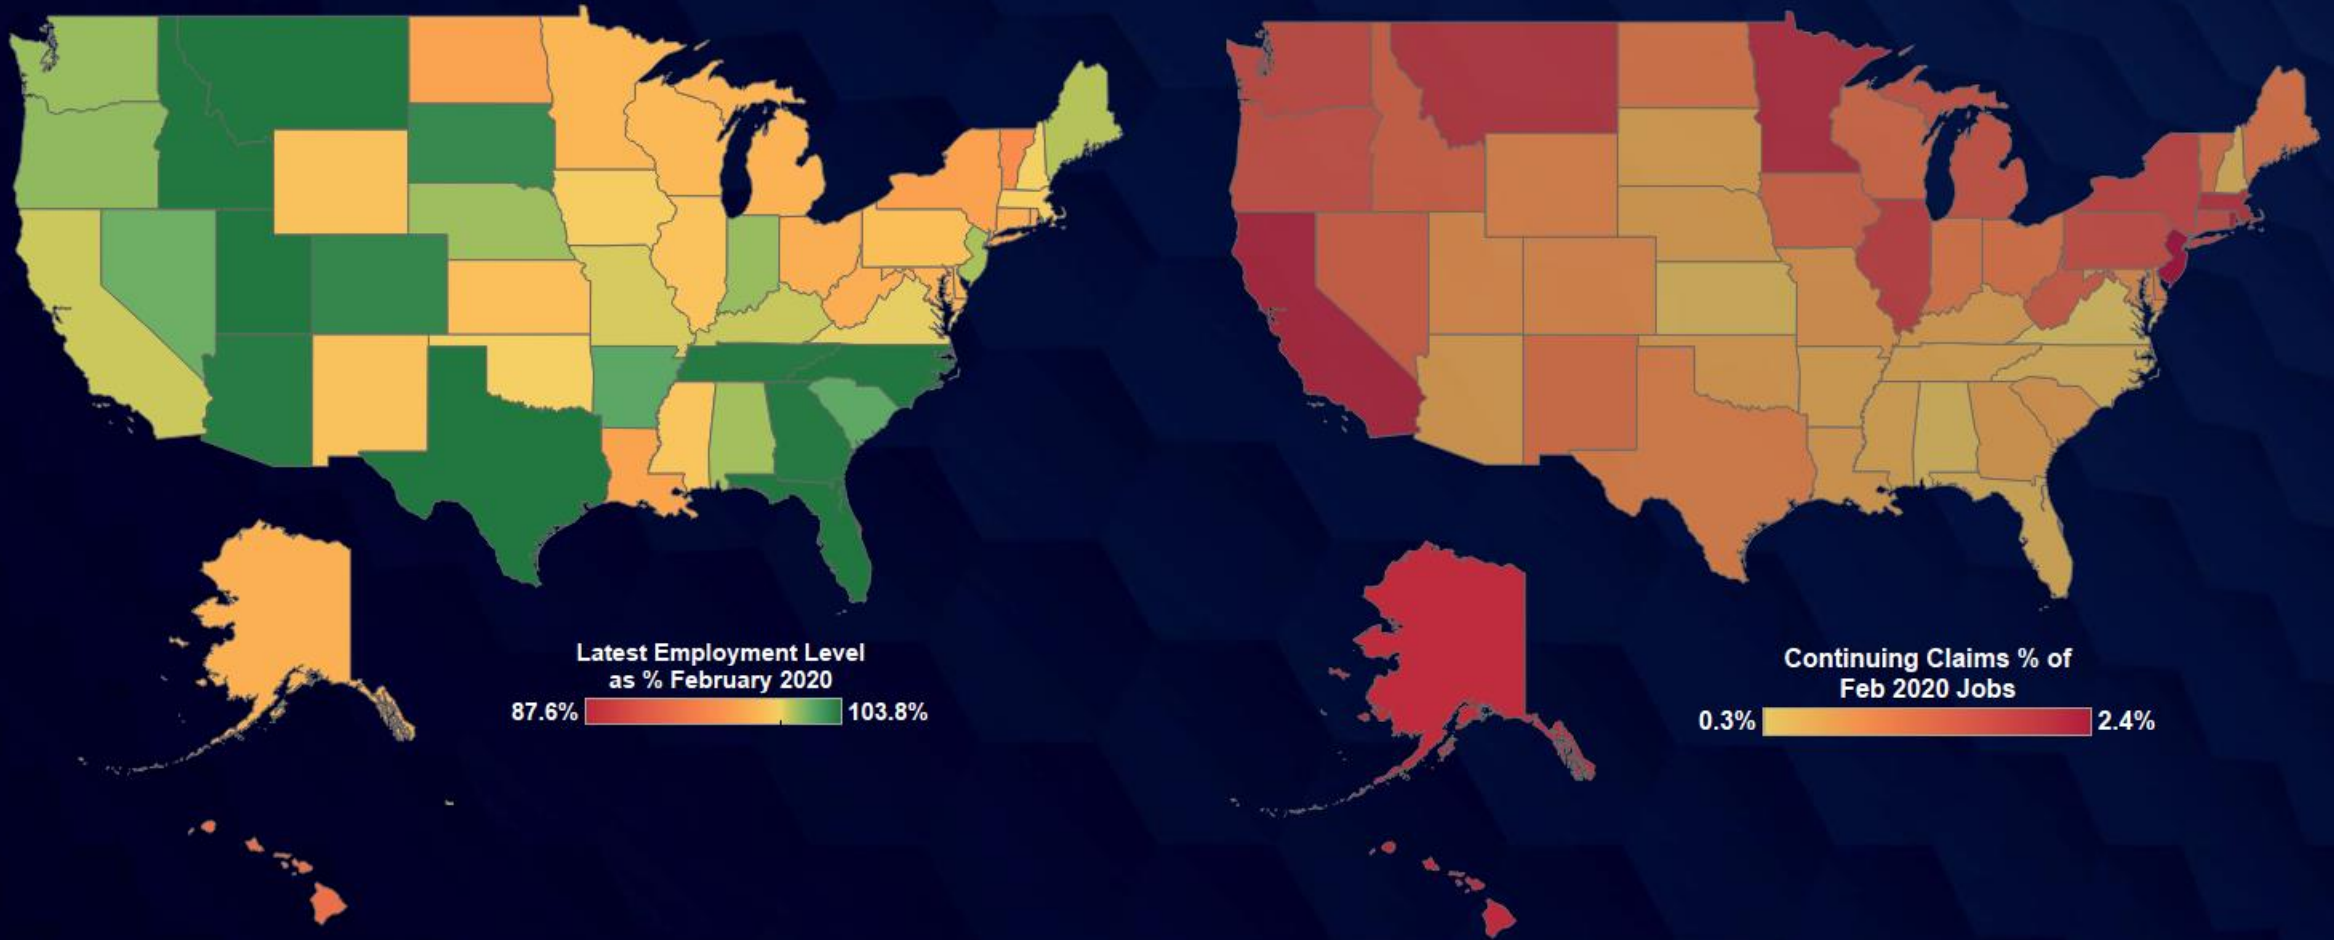 Latest Employment Level
as % February 2020
87.6% 103.8%
Continuing Claims % of
Feb 2020 Jobs
0.3% 2.4%